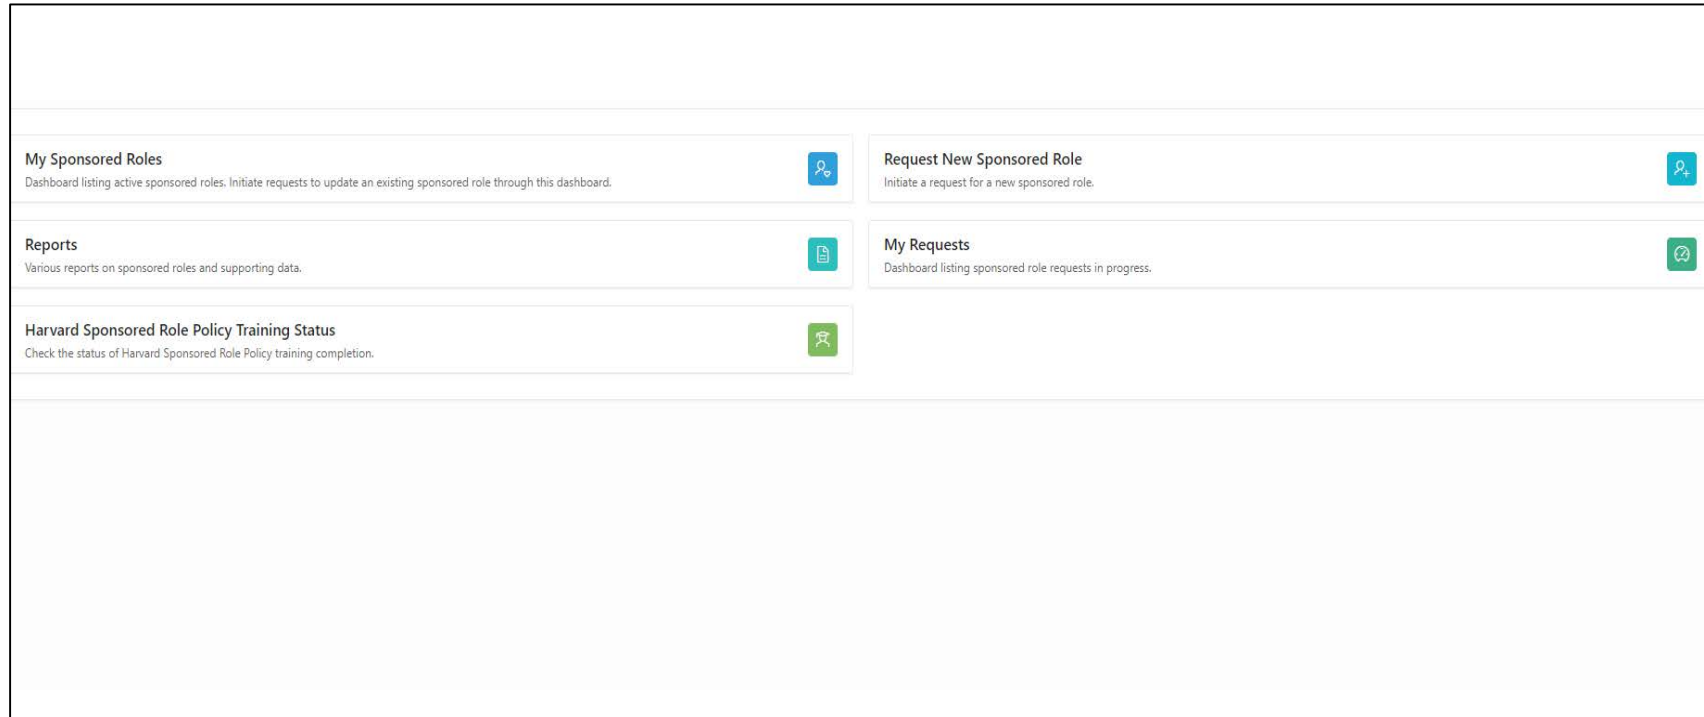 My Sponsored Roles
Dashboard listing active sponsored roles. Initiate requests to update an existing sponsored role through this dashboard.
Request New Sponsored Role
Initiate a request for a new sponsored role.
Reports
Various reports on sponsored roles and supporting data.
My Requests
Dashboard listing sponsored role requests in progress.
Harvard Sponsored Role Policy Training Status
Check the status of Harvard Sponsored Role Policy training completion.